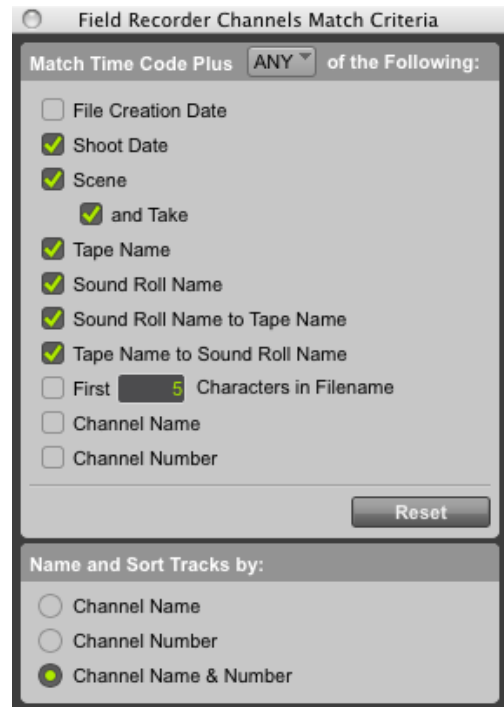 Field Recorder Channels Match Criteria
Match Time Code Plus ANY of the Following:
File Creation Date
Shoot Date
Scene
and Take
Tape Name
Sound Roll Name
Sound Roll Name to Tape Name
Tape Name to Sound Roll Name
First 5 Characters in Filename
Channel Name
Channel Number
Reset
Name and Sort Tracks by:
Channel Name
Channel Number
Channel Name & Number